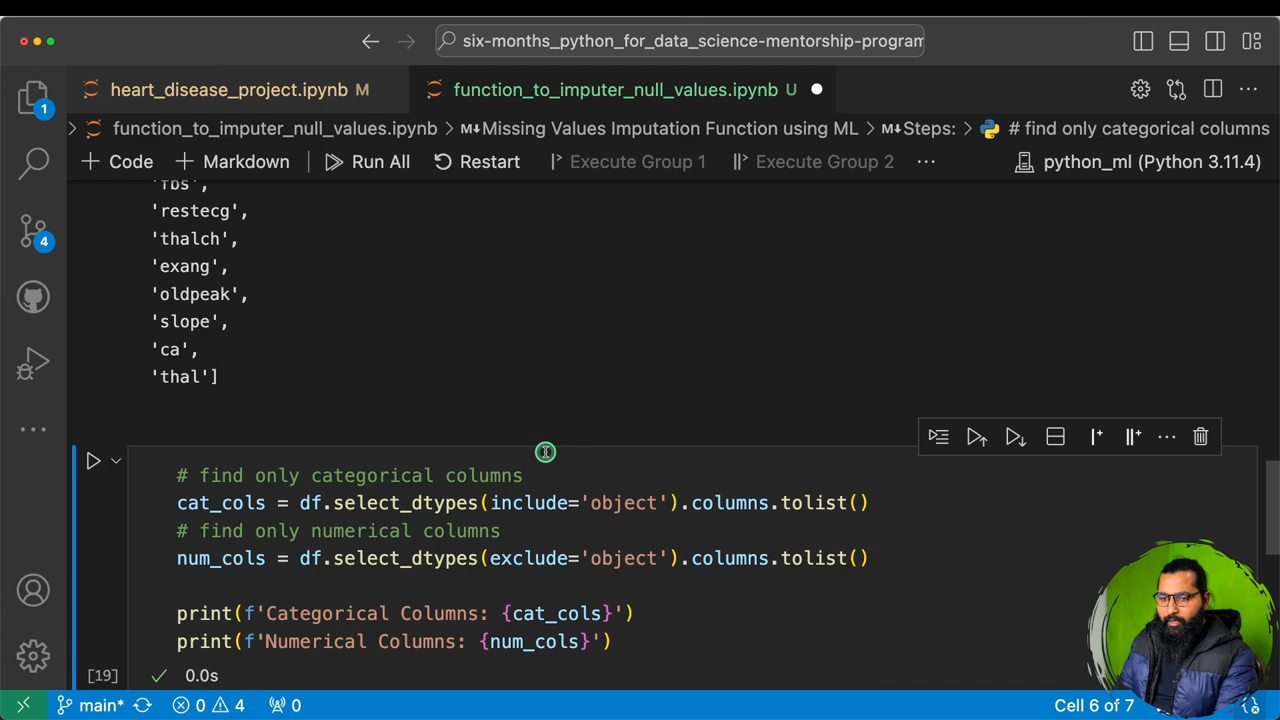 six-months_python_for_data_science-mentorship-program
heart_disease_project.ipynb M
function_to_imputer_null_values.ipynb U
function_to_imputer_null_values.ipynb > M↓Missing Values Imputation Function using ML > M↓Steps: > # find only categorical columns
+ Code + Markdown Run All Restart Execute Group 1 Execute Group 2 ... python_ml (Python 3.11.4)
'fbs',
'restecg',
'thalch',
'exang',
'oldpeak',
'slope',
'ca',
'thal']
# find only categorical columns
cat_cols = df.select_dtypes(include='object').columns.tolist()
# find only numerical columns
num_cols = df.select_dtypes(exclude='object').columns.tolist()
print(f'Categorical Columns: {cat_cols}')
print(f'Numerical Columns: {num_cols}')
[19] 0.0s
1
4
main* 0 4 0 Cell 6 of 7